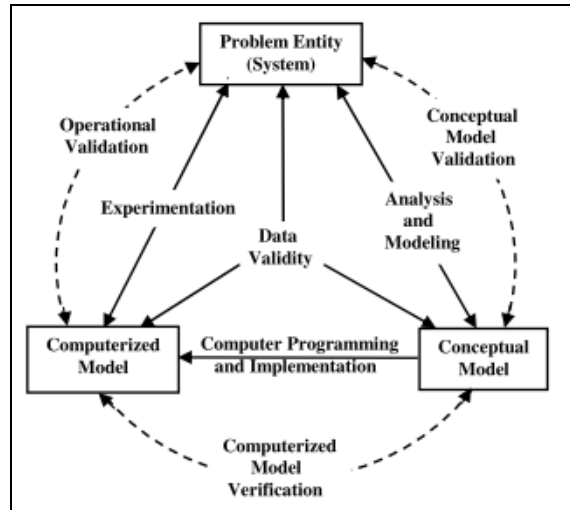 Problem Entity
(System)
Operational
Validation
Conceptual
Model
Validation
Experimentation
Analysis
and
Modeling
Data
Validity
Computerized
Model
Computer Programming
and Implementation
Conceptual
Model
Computerized
Model
Verification